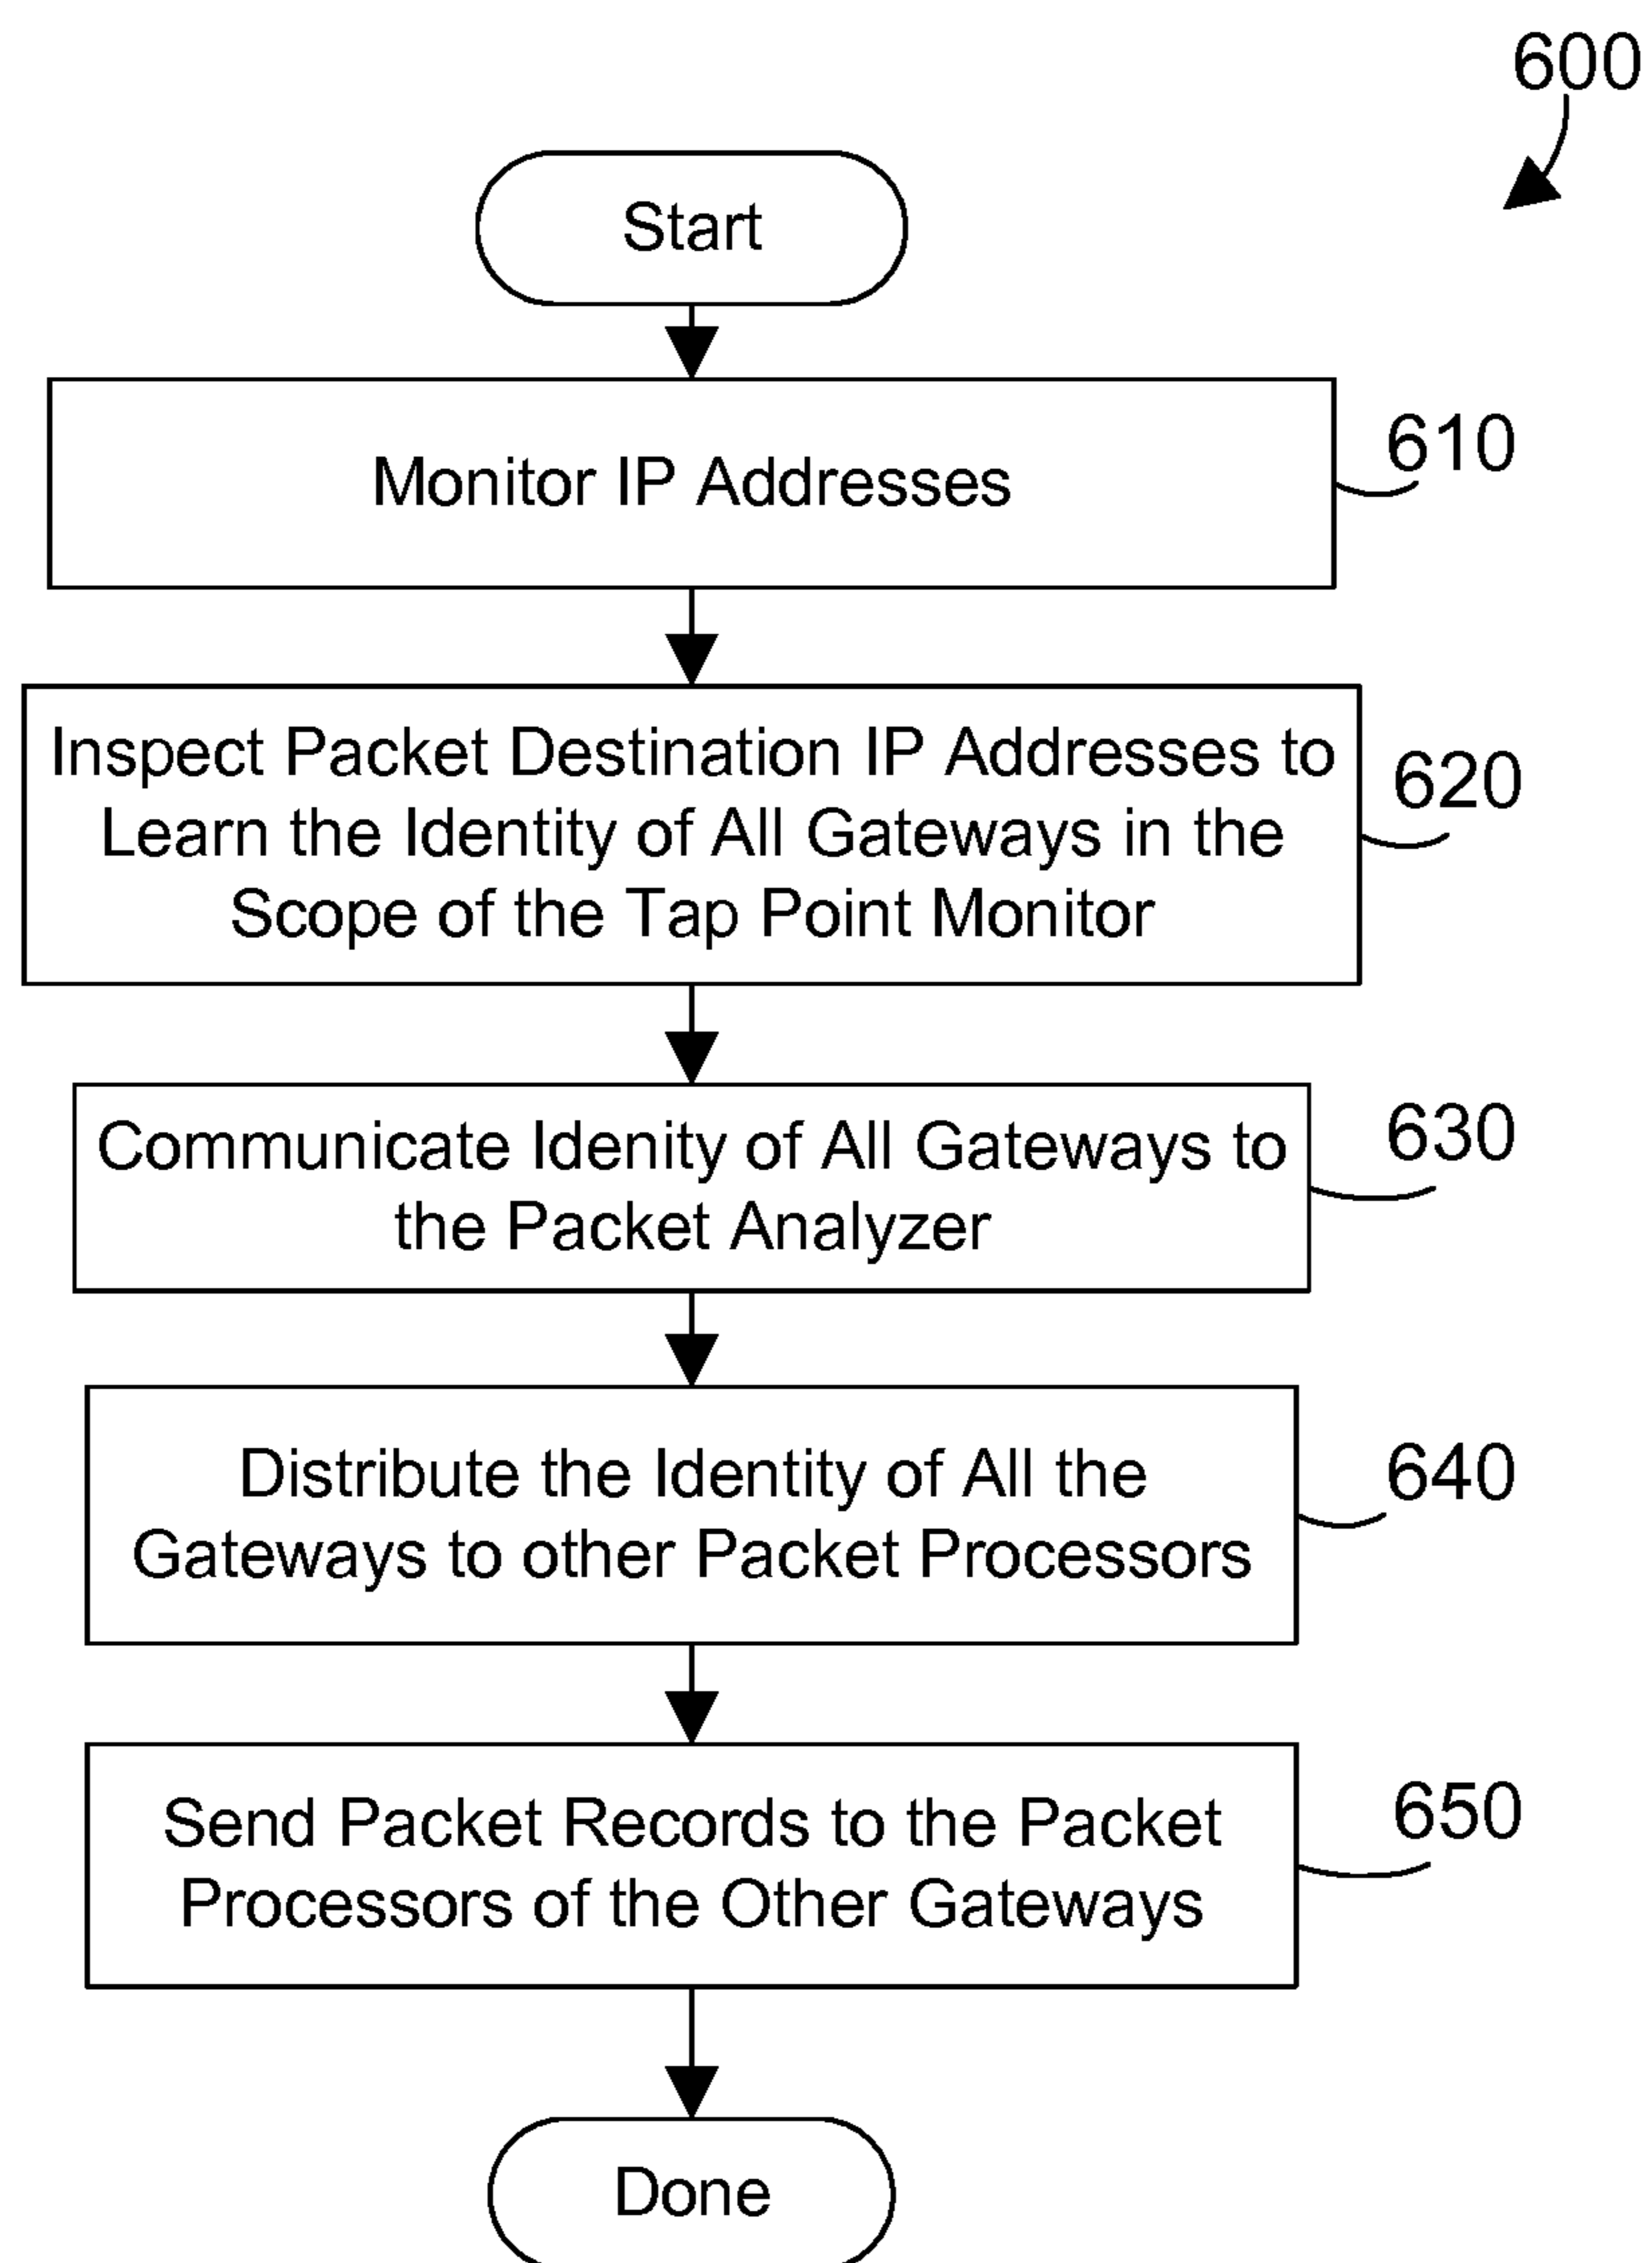 600
Start
Monitor IP Addresses
610
Inspect Packet Destination IP Addresses to
Learn the Identity of All Gateways in the
Scope of the Tap Point Monitor
620
Communicate Idenity of All Gateways to
the Packet Analyzer
630
Distribute the Identity of All the
Gateways to other Packet Processors
640
Send Packet Records to the Packet
Processors of the Other Gateways
650
Done